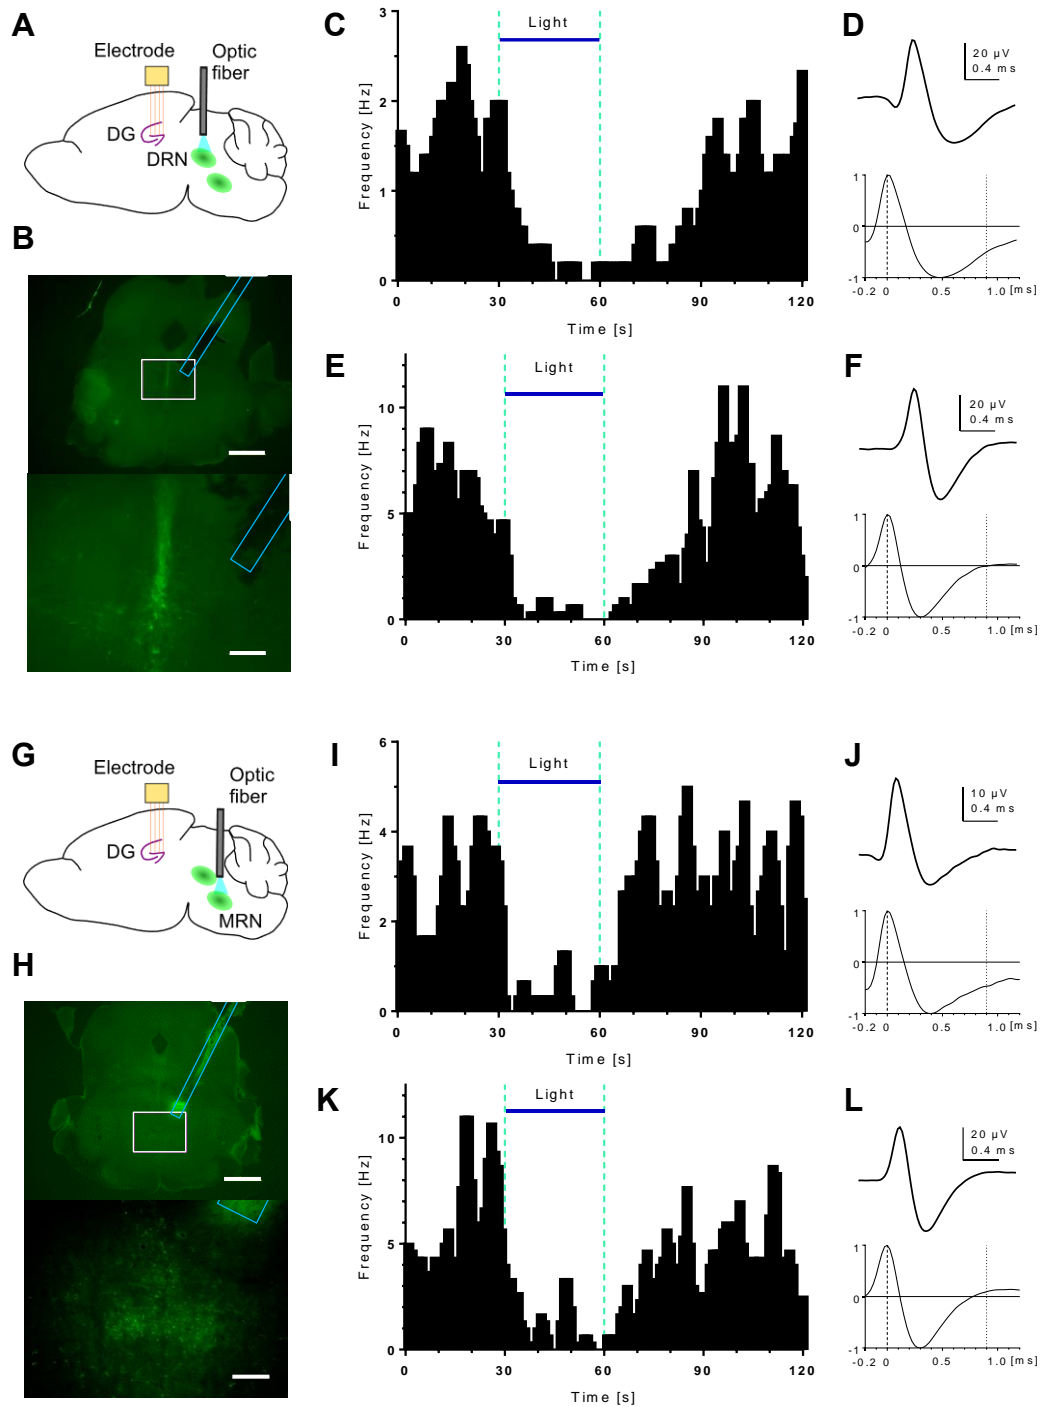 A
Electrode
Optic
fiber
DG
DRN
B
C
Light
Frequency [Hz]
3
2
1
0
0 30 60 90 120
Time [s]
D
20 µV
0.4 ms
1
0
-1
-0.2 0 0.5 1.0 [ms]
E
Light
Frequency [Hz]
10
5
0
0 30 60 90 120
Time [s]
F
20 µV
0.4 ms
1
0
-1
-0.2 0 0.5 1.0 [ms]
G
Electrode
Optic
fiber
DG
MRN
H
I
Light
Frequency [Hz]
6
4
2
0
0 30 60 90 120
Time [s]
J
10 µV
0.4 ms
1
0
-1
-0.2 0 0.5 1.0 [ms]
K
Light
Frequency [Hz]
10
5
0
0 30 60 90 120
Time [s]
L
20 µV
0.4 ms
1
0
-1
-0.2 0 0.5 1.0 [ms]